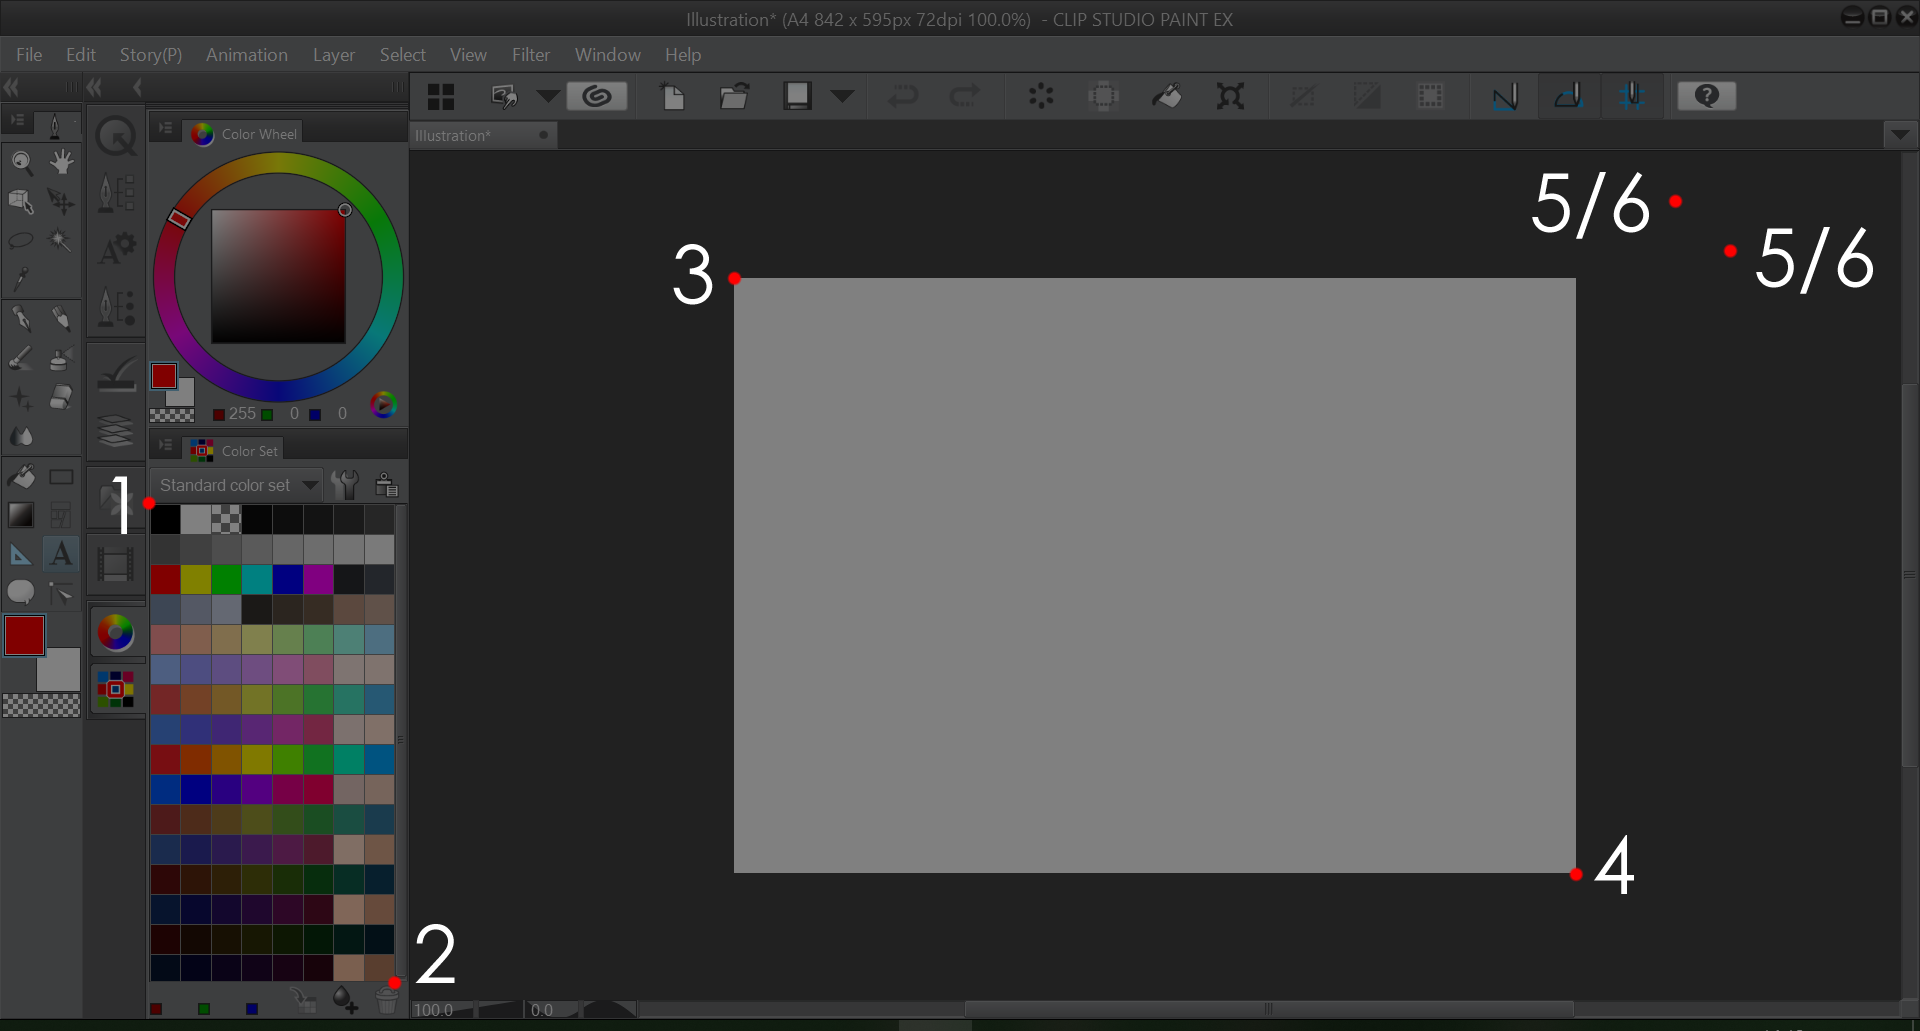 Illustration* (A4 842 x 595px 72dpi 100.0%) - CLIP STUDIO PAINT EX
File Edit Story(P) Animation Layer Select View Filter Window Help
Illustration*
Color Wheel
5/6
5/6
3
255 0 0
Color Set
Standard color set
1
A
4
2
100.0 0.0